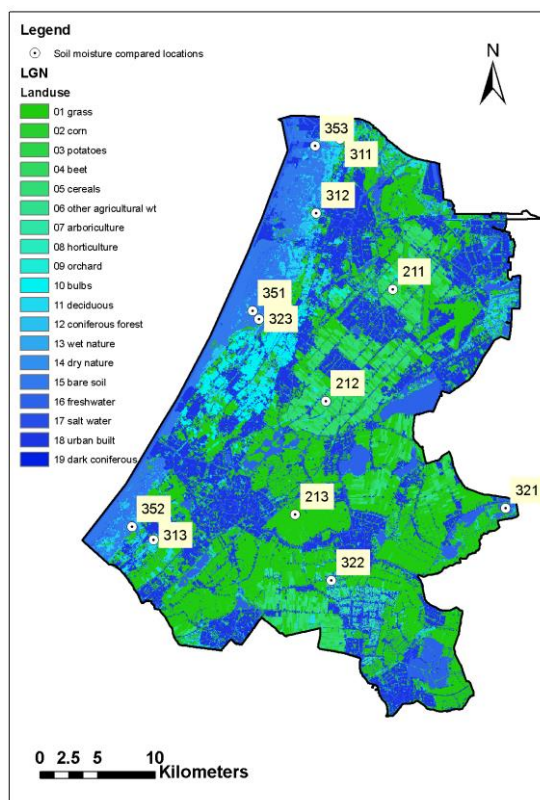 Legend
Soil moisture compared locations
LGN
Landuse
01 grass
02 corn
03 potatoes
04 beet
05 cereals
06 other agricultural wt
07 arboriculture
08 horticulture
09 orchard
10 bulbs
11 deciduous
12 coniferous forest
13 wet nature
14 dry nature
15 bare soil
16 freshwater
17 salt water
18 urban built
19 dark coniferous
N
353
311
312
211
351
323
212
321
213
352
313
322
0 2.5 5 10
Kilometers